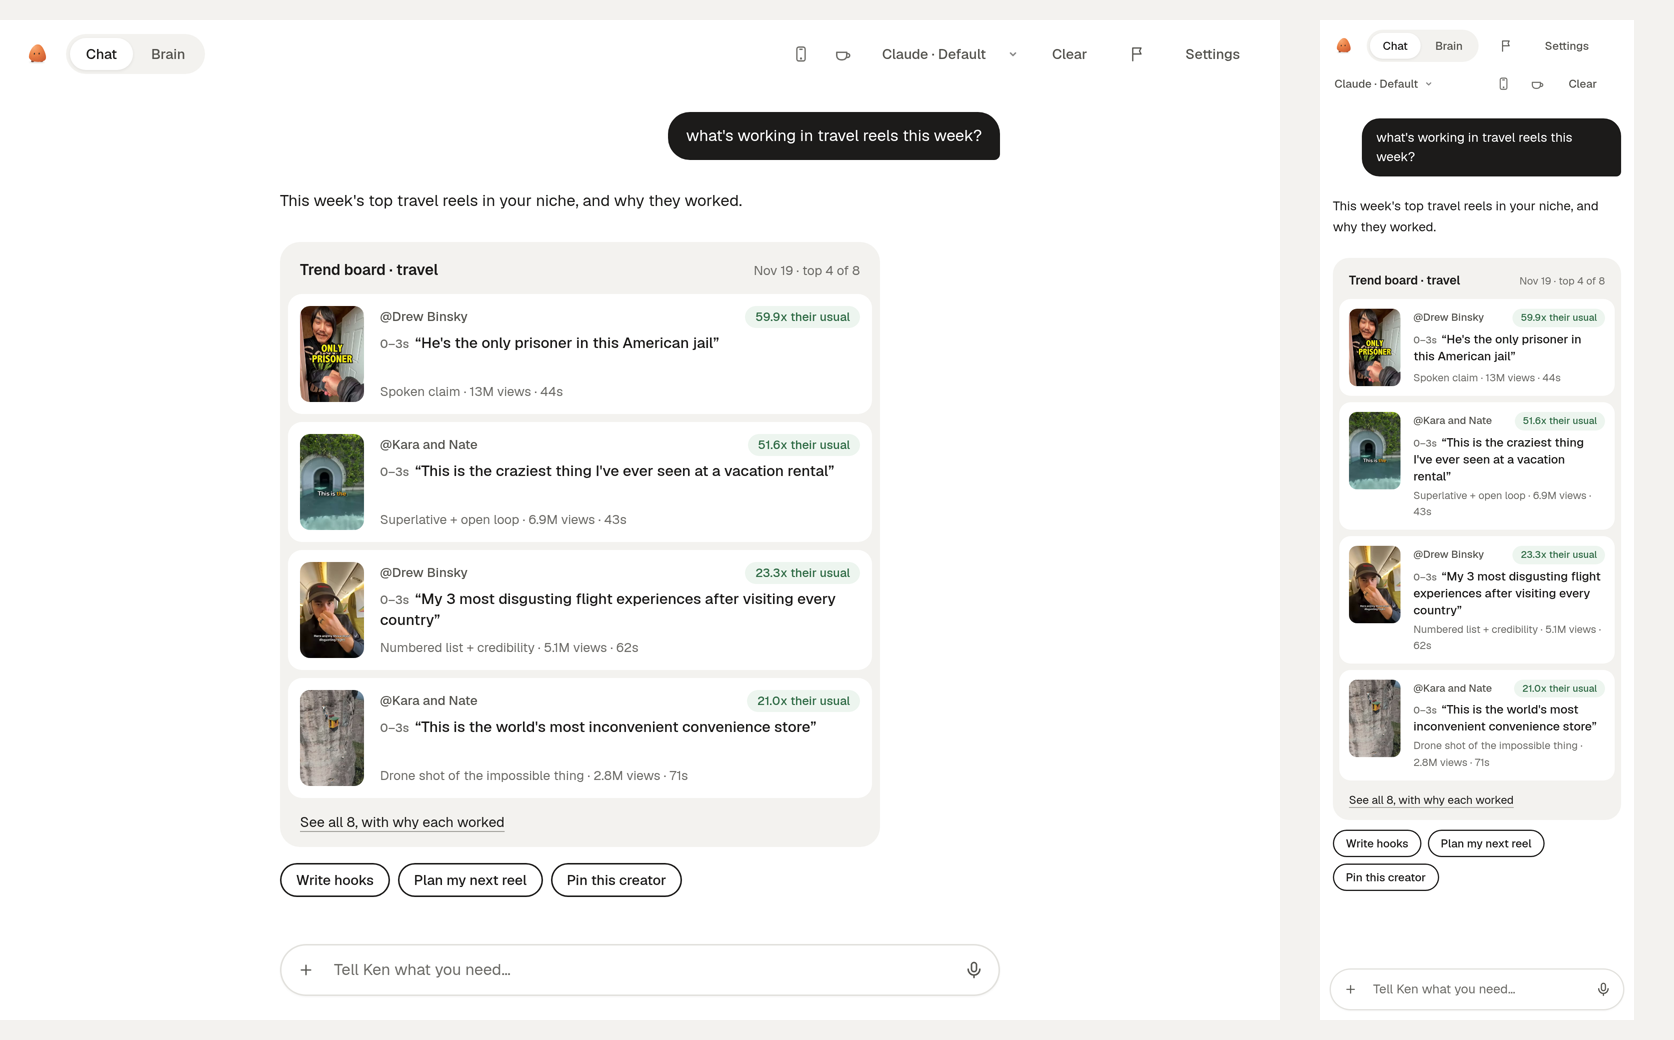 Chat
Brain
Claude · Default
Clear
Settings
what's working in travel reels this week?
This week's top travel reels in your niche, and why they worked.
Trend board · travel
Nov 19 · top 4 of 8
ONLY
PRISONER
@Drew Binsky
59.9x their usual
0–3s “He's the only prisoner in this American jail”
Spoken claim · 13M views · 44s
This is
@Kara and Nate
51.6x their usual
0–3s “This is the craziest thing I've ever seen at a vacation rental”
Superlative + open loop · 6.9M views · 43s
@Drew Binsky
23.3x their usual
0–3s “My 3 most disgusting flight experiences after visiting every
country”
Numbered list + credibility · 5.1M views · 62s
@Kara and Nate
21.0x their usual
0–3s “This is the world's most inconvenient convenience store”
Drone shot of the impossible thing · 2.8M views · 71s
See all 8, with why each worked
Write hooks
Plan my next reel
Pin this creator
Tell Ken what you need...
Chat
Brain
Settings
Claude · Default
Clear
what's working in travel reels this
week?
This week's top travel reels in your niche, and
why they worked.
Trend board · travel
Nov 19 · top 4 of 8
ONLY
PRISONER
@Drew Binsky
59.9x their usual
0–3s “He's the only prisoner in
this American jail”
Spoken claim · 13M views · 44s
This is
@Kara and Nate
51.6x their usual
0–3s “This is the craziest thing
I've ever seen at a vacation
rental”
Superlative + open loop · 6.9M views ·
43s
@Drew Binsky
23.3x their usual
0–3s “My 3 most disgusting flight
experiences after visiting every
country”
Numbered list + credibility · 5.1M views ·
62s
@Kara and Nate
21.0x their usual
0–3s “This is the world's most
inconvenient convenience store”
Drone shot of the impossible thing ·
2.8M views · 71s
See all 8, with why each worked
Write hooks
Plan my next reel
Pin this creator
Tell Ken what you need...